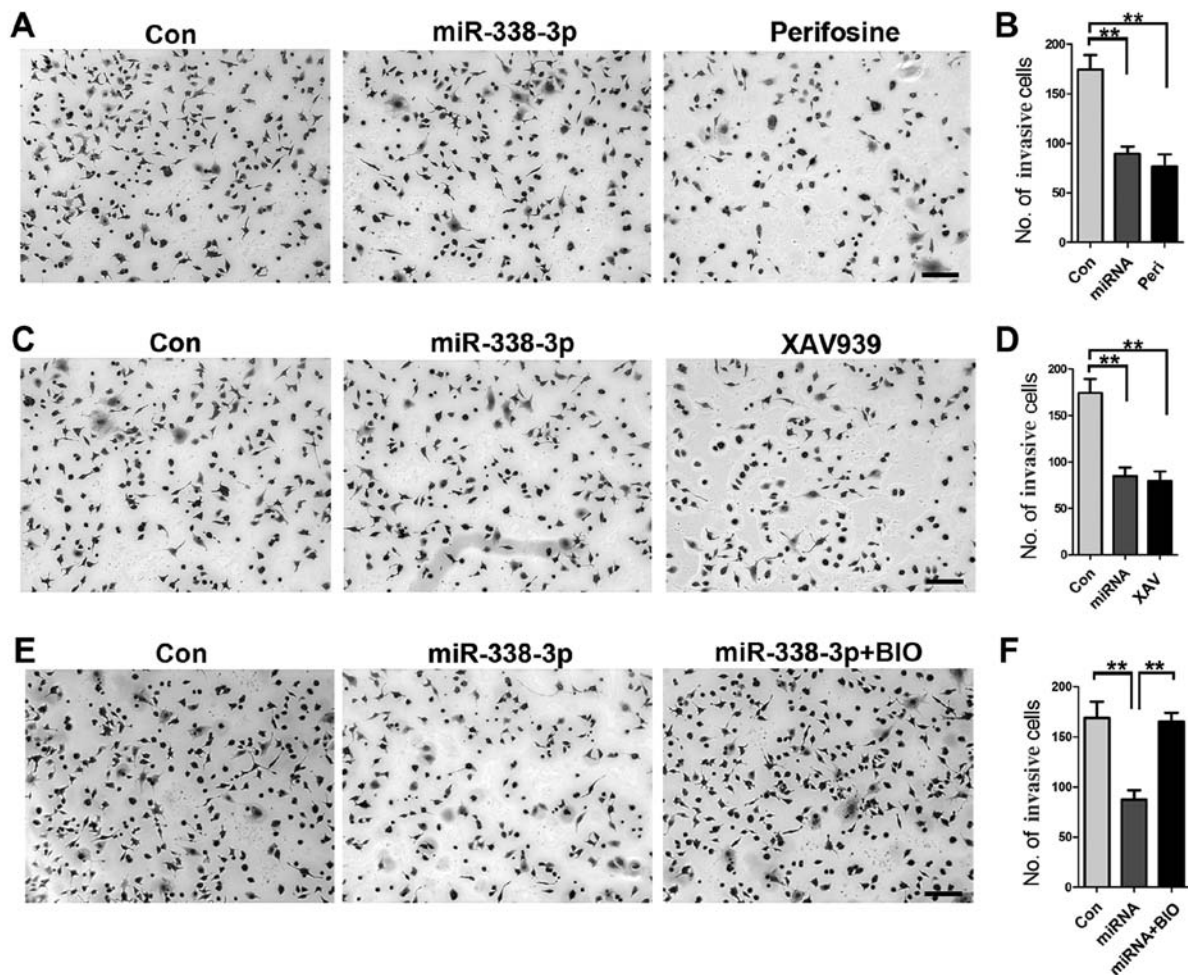 A
Con
miR-338-3p
Perifosine
B
**
**
200
150
100
50
0
No. of invasive cells
Con
miRNA
Peri
C
Con
miR-338-3p
XAV939
D
**
**
200
150
100
50
0
No. of invasive cells
Con
miRNA
XAV
E
Con
miR-338-3p
miR-338-3p+BIO
F
** **
200
150
100
50
0
No. of invasive cells
Con
miRNA
miRNA+BIO